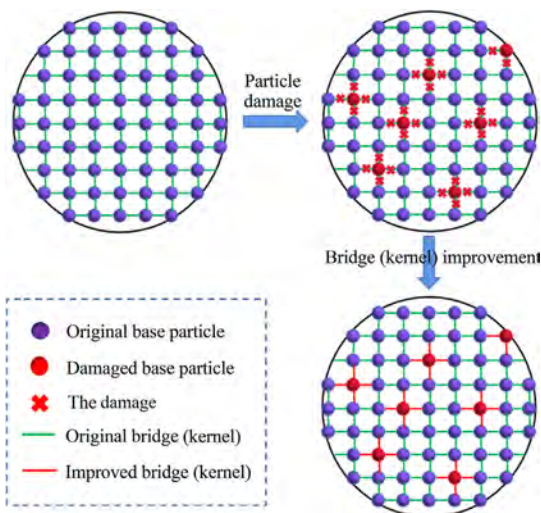 Particle
damage
Bridge (kernel) improvement
Original base particle
Damaged base particle
The damage
Original bridge (kernel)
Improved bridge (kernel)